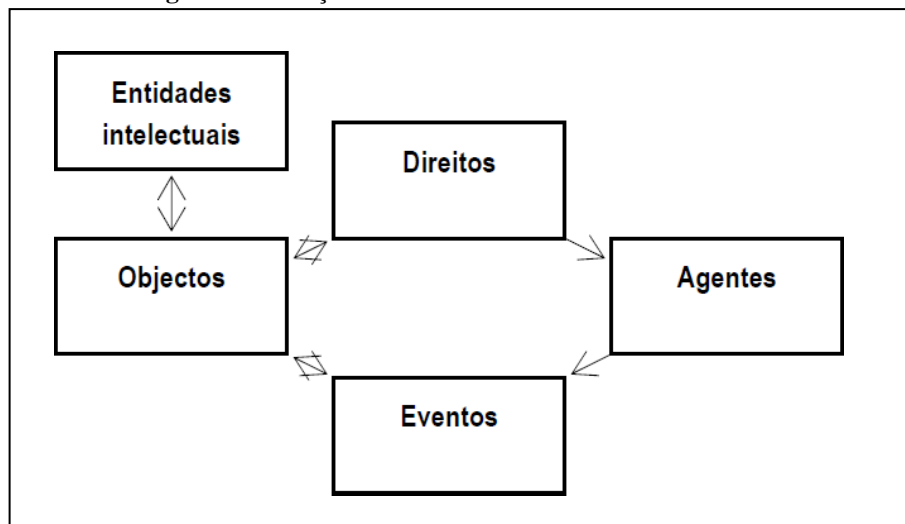 Entidades
intelectuais
Direitos
Objectos
Agentes
Eventos